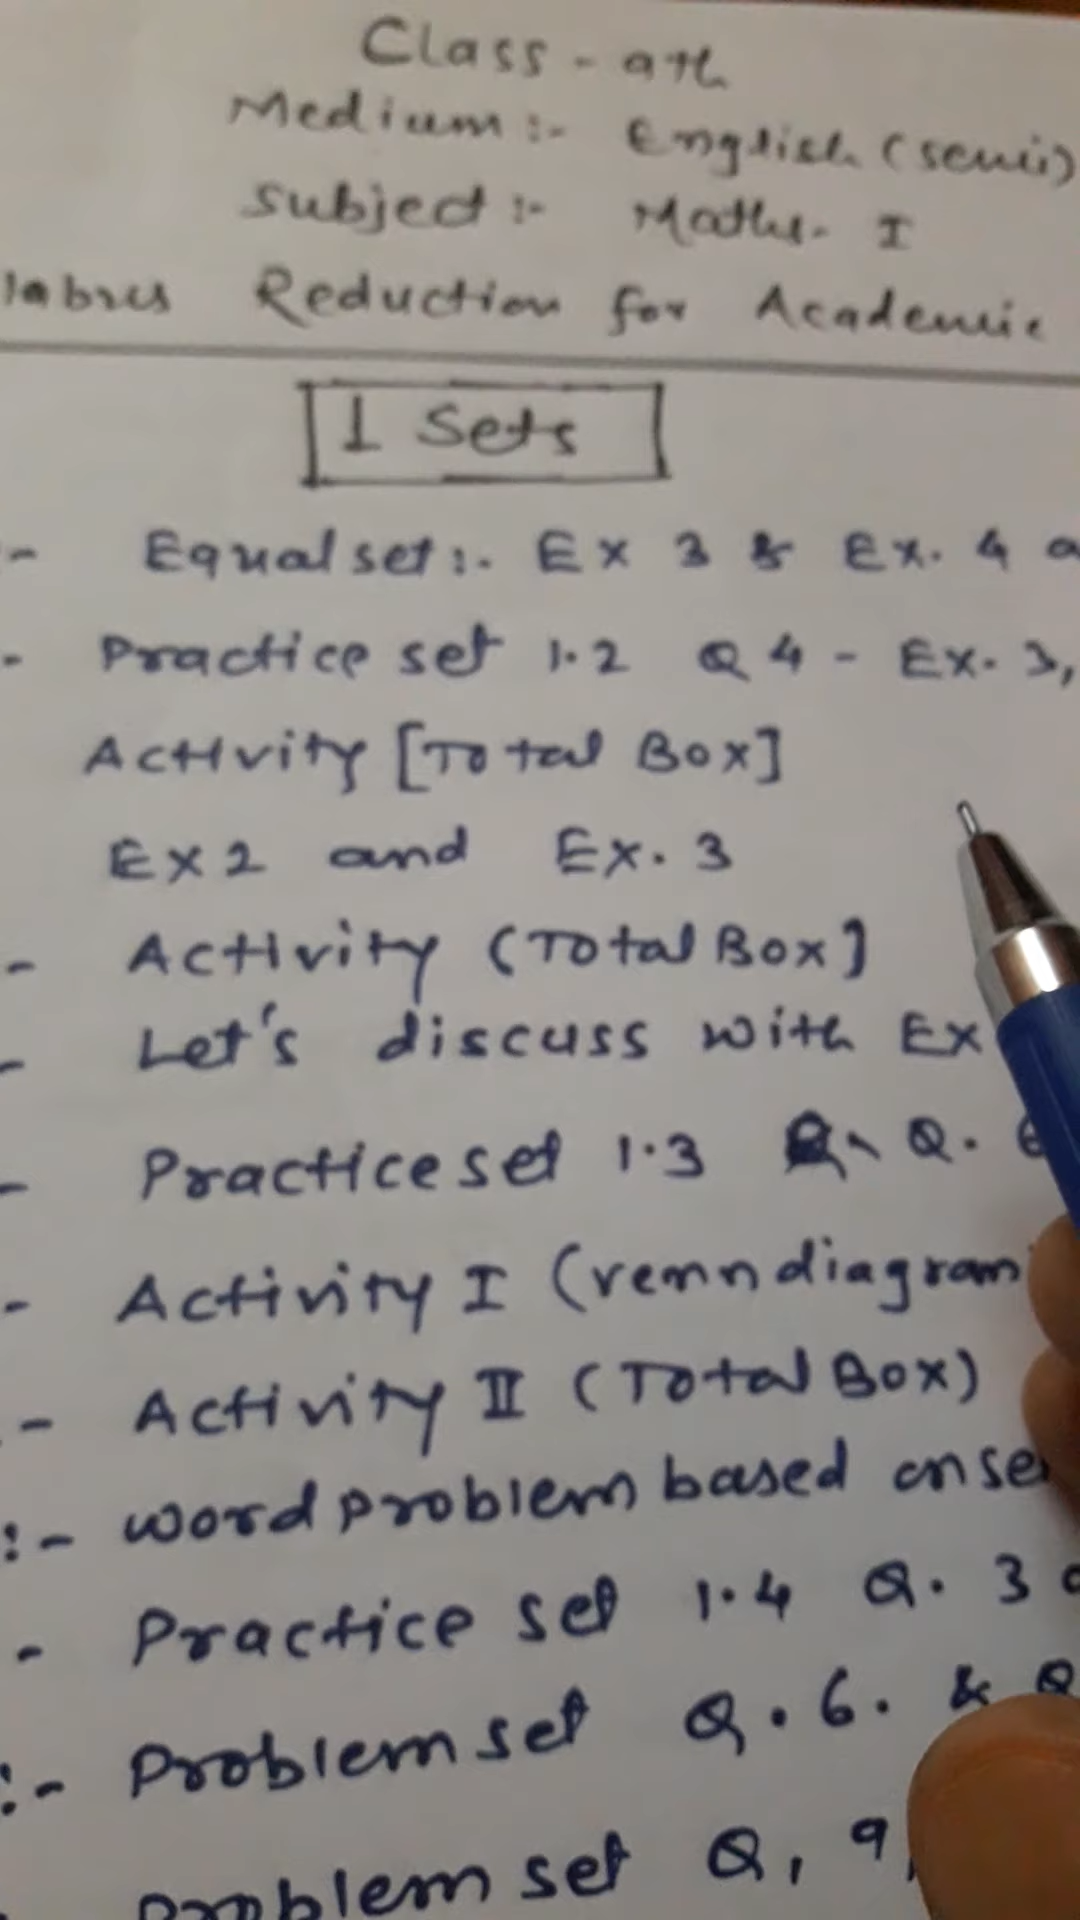 Class - 9th
Medium :- English (semi)
Subject :- Maths - I
labus Reduction for Academic
1 Sets
:- Equal set :- Ex 3 & Ex. 4 a
- Practice set 1.2 Q 4 - Ex. 3,
Activity [Total Box]
Ex 2 and Ex. 3
- Activity (Total Box]
- Let's discuss with Ex
- Practice set 1.3 Q. 6
- Activity I (venn diagram
- Activity II (Total Box)
:- word problem based on se
- Practice set 1.4 Q. 3
:- Problem set Q. 6. & Q
Problem set Q, 9,